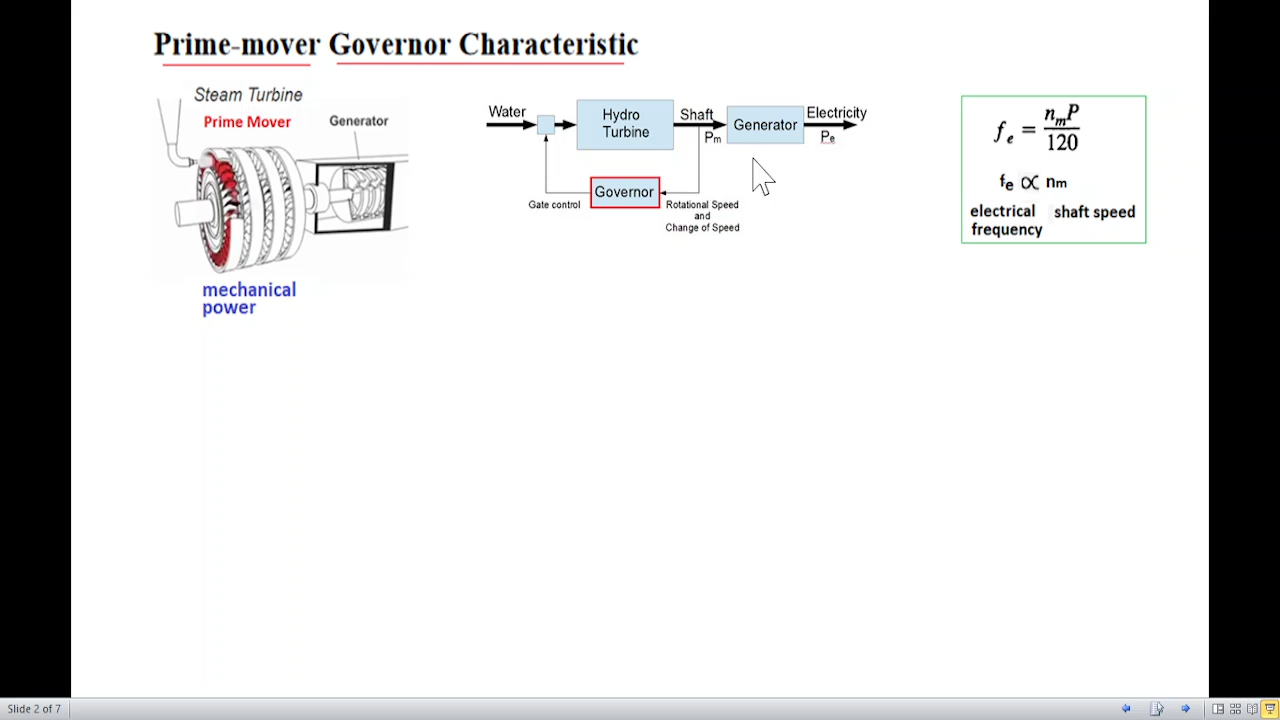 Prime-mover Governor Characteristic
Steam Turbine
Prime Mover
Generator
mechanical
power
Water
Hydro
Turbine
Shaft
Pm
Generator
Electricity
Pe
Governor
Gate control
Rotational Speed
and
Change of Speed
fe = nmP/120
fe ∝ nm
electrical shaft speed
frequency
Slide 2 of 7